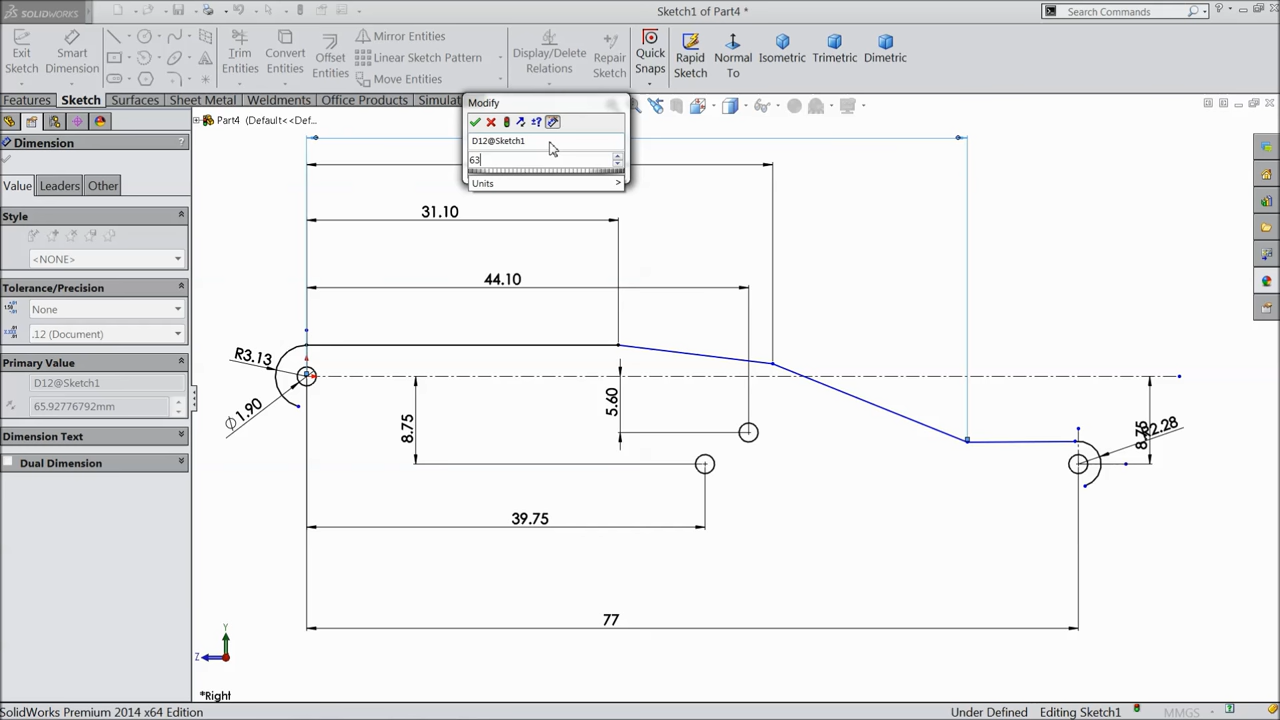 SOLIDWORKS
Sketch1 of Part4 *
Search Commands
Exit Sketch
Smart Dimension
Trim Entities
Convert Entities
Offset Entities
Mirror Entities
Linear Sketch Pattern
Move Entities
Display/Delete Relations
Repair Sketch
Quick Snaps
Rapid Sketch
Normal To
Isometric
Trimetric
Dimetric
Features
Sketch
Surfaces
Sheet Metal
Weldments
Office Products
Simulat
Modify
D12@Sketch1
63
Units
Part4 (Default<<Def...
Dimension
Value
Leaders
Other
Style
<NONE>
Tolerance/Precision
None
.12 (Document)
Primary Value
D12@Sketch1
65.92776792mm
Dimension Text
Dual Dimension
31.10
44.10
R3.13
Ø1.90
8.75
5.60
8.75
2.28
39.75
77
Y
Z
*Right
SolidWorks Premium 2014 x64 Edition
Under Defined
Editing Sketch1
MMGS